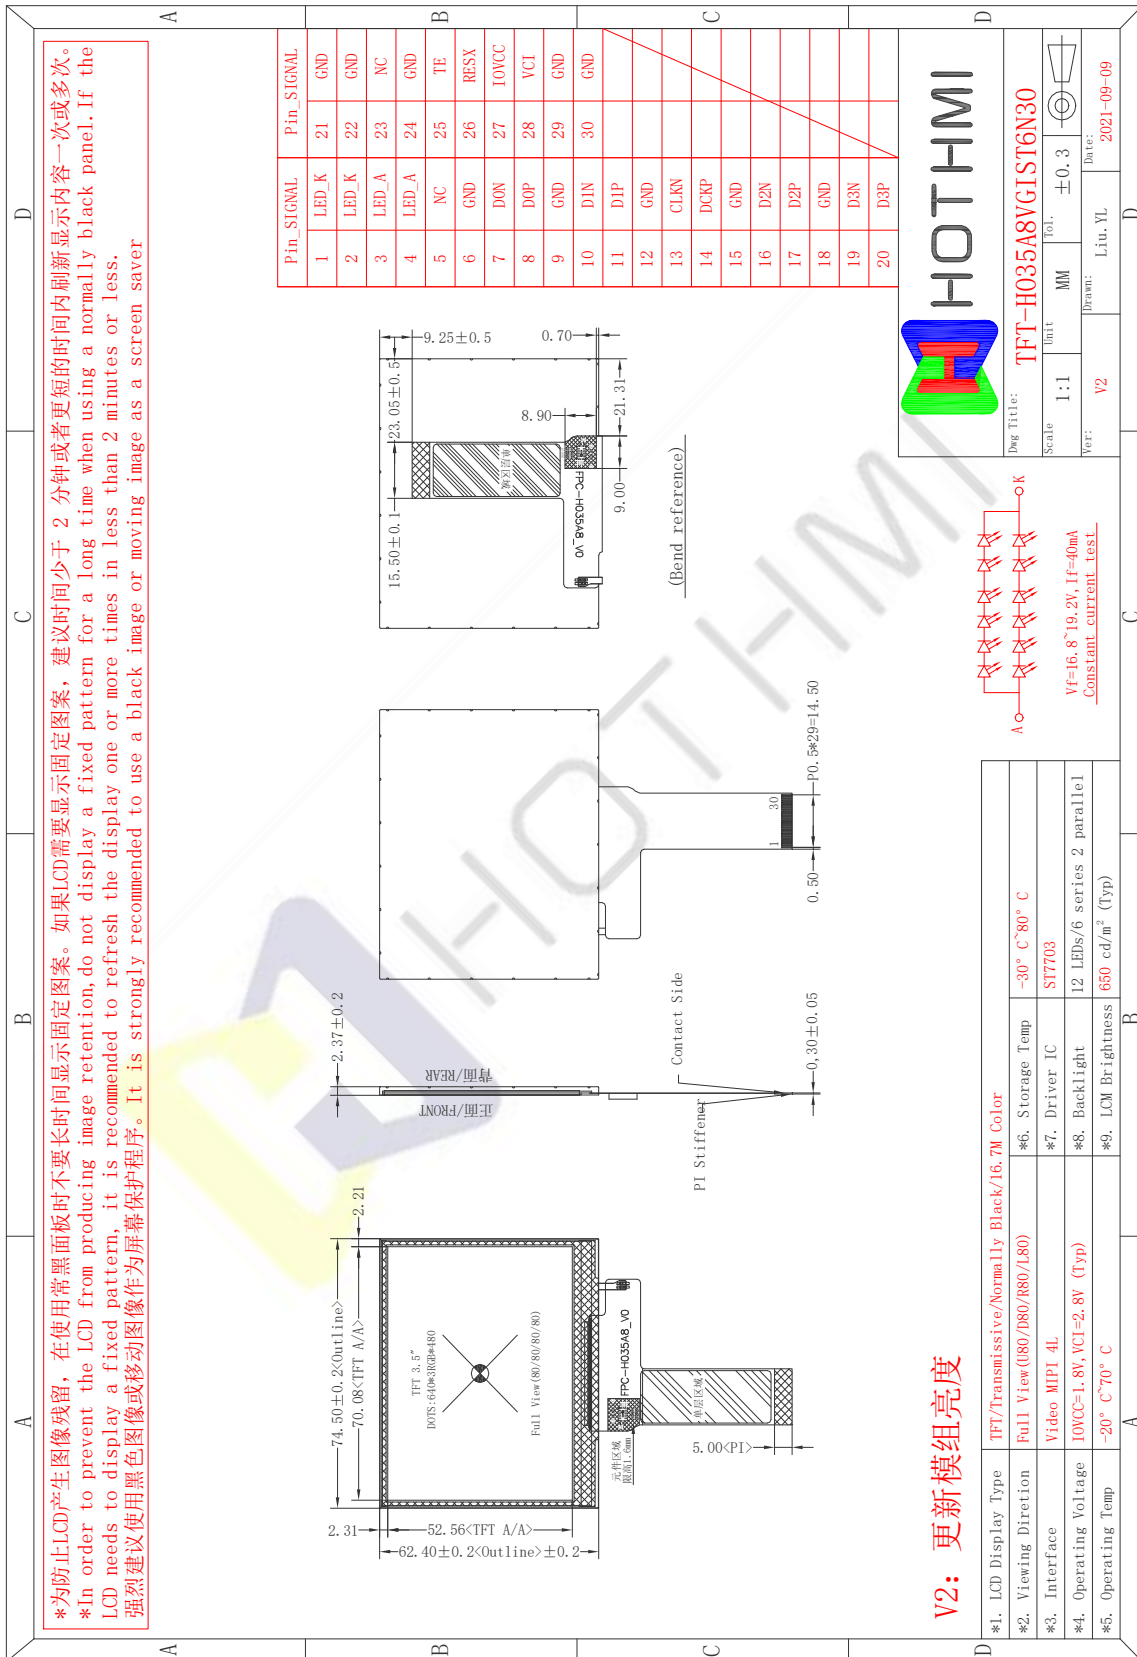 *为防止LCD产生图像残留，在使用常黑面板时不要长时间显示固定图案。如果LCD需要显示固定图案，建议时间少于 2 分钟或者更短的时间内刷新显示内容一次或多次。
*In order to prevent the LCD from producing image retention,do not display a fixed pattern for a long time when using a normally black panel.If the
LCD needs to display a fixed pattern, it is recommended to refresh the display one or more times in less than 2 minutes or less.
强烈建议使用黑色图像或移动图像作为屏幕保护程序。It is strongly recommended to use a black image or moving image as a screen saver
A
B
C
D
A
B
C
D
A
B
C
D
A
B
C
D
74.50±0.2<Outline>
70.08<TFT A/A>
2.21
2.31
52.56<TFT A/A>
62.40±0.2<Outline>±0.2
TFT 3.5"
DOTS:640*3RGB*480
Full View(80/80/80/80)
FPC-H035A8_V0
元件区域
限高1.6mm
单层区域
5.00<PI>
2.37±0.2
正面/FRONT
背面/REAR
PI Stiffener
Contact Side
0,30±0.05
1
30
0.50
P0.5*29=14.50
15.50±0.1
23.05±0.5
9.25±0.5
0.70
8.90
单层区域
FPC-H035A8_V0
9.00
21.31
(Bend reference)
Pin_SIGNAL Pin_SIGNAL
1 LED_K 21 GND
2 LED_K 22 GND
3 LED_A 23 NC
4 LED_A 24 GND
5 NC 25 TE
6 GND 26 RESX
7 D0N 27 IOVCC
8 D0P 28 VCI
9 GND 29 GND
10 D1N 30 GND
11 D1P
12 GND
13 CLKN
14 DCKP
15 GND
16 D2N
17 D2P
18 GND
19 D3N
20 D3P
HOTHMI
V2：更新模组亮度
*1. LCD Display Type TFT/Transmissive/Normally Black/16.7M Color
*2. Viewing Diretion Full View(U80/D80/R80/L80) *6. Storage Temp -30° C~80° C
*3. Interface Video MIPI 4L *7. Driver IC ST7703
*4. Operating Voltage IOVCC=1.8V,VCI=2.8V (Typ) *8. Backlight 12 LEDs/6 series 2 parallel
*5. Operating Temp -20° C~70° C *9. LCM Brightness 650 cd/m² (Typ)
A
K
Vf=16.8~19.2V,If=40mA
Constant current test
HOTHMI
Dwg Title: TFT-H035A8VGIST6N30
Scale 1:1 Unit MM Tol. ±0.3
Ver: V2 Drawn: Liu.YL Date: 2021-09-09